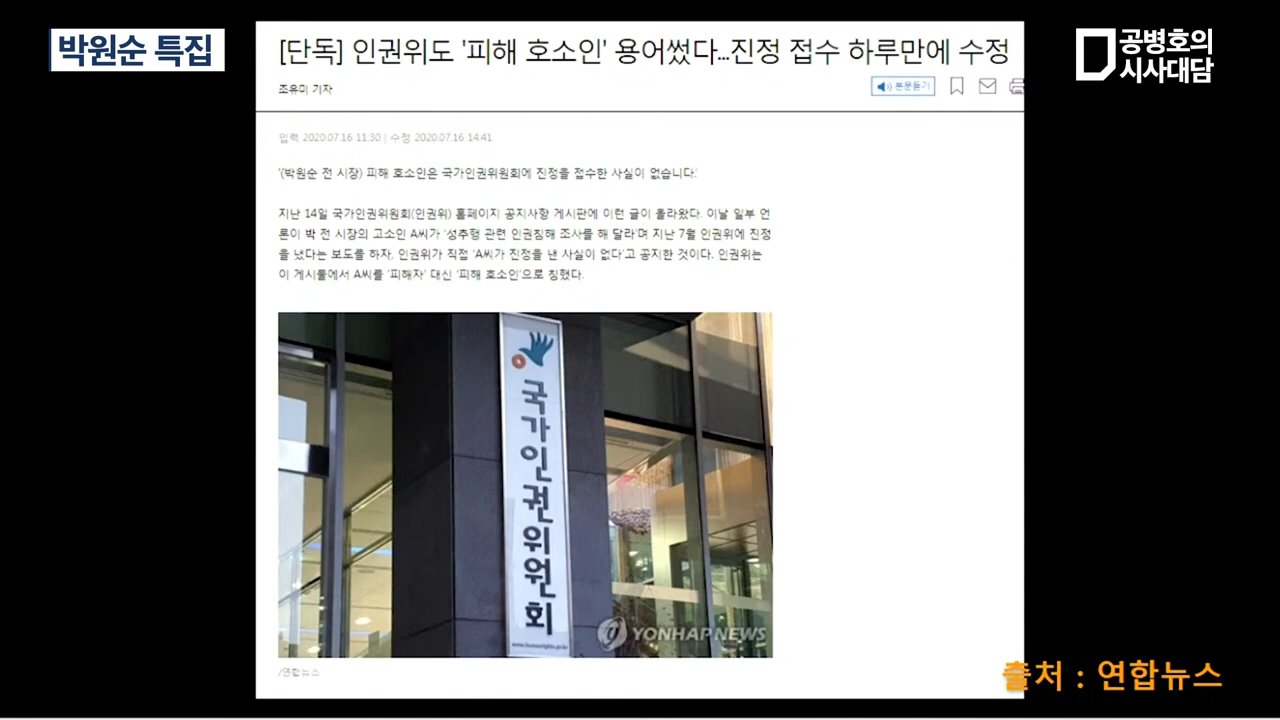 박원순 특집
공병호의
시사대담
[단독] 인권위도 '피해 호소인' 용어썼다...진정 접수 하루만에 수정
조유미 기자
본문듣기
입력 2020.07.16 11:30 | 수정 2020.07.16 14:41
'(박원순 전 시장) 피해 호소인은 국가인권위원회에 진정을 접수한 사실이 없습니다.'
지난 14일 국가인권위원회(인권위) 홈페이지 공지사항 게시판에 이런 글이 올라왔다. 이날 일부 언
론이 박 전 시장의 고소인 A씨가 '성추행 관련 인권침해 조사를 해 달라'며 지난 7월 인권위에 진정
을 냈다는 보도를 하자, 인권위가 직접 'A씨가 진정을 낸 사실이 없다'고 공지한 것이다. 인권위는
이 게시물에서 A씨를 '피해자' 대신 '피해 호소인'으로 칭했다.
국가인권위원회
www.humanrights.go.kr
YONHAP NEWS
/연합뉴스
출처 : 연합뉴스